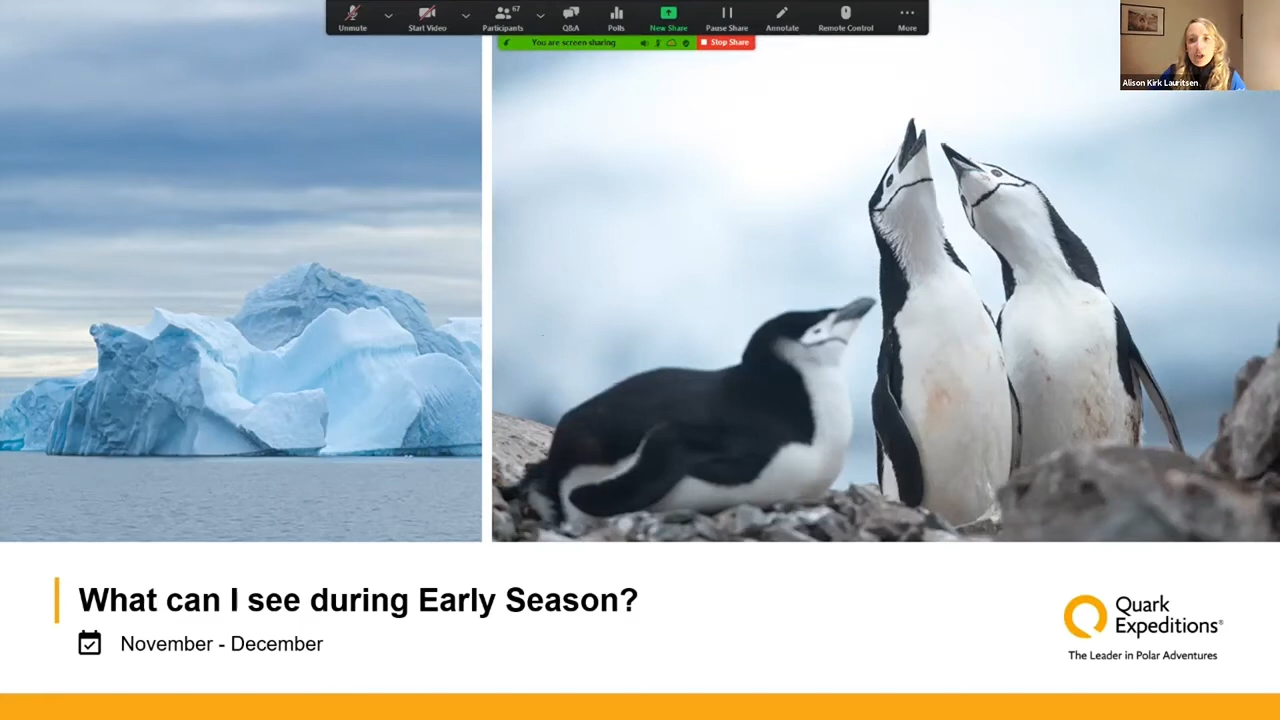 Unmute
Start Video
Participants
67
Q&A
Polls
New Share
Pause Share
Annotate
Remote Control
More
You are screen sharing
Stop Share
Alison Kirk Lauritsen
What can I see during Early Season?
November - December
Quark
Expeditions®
The Leader in Polar Adventures